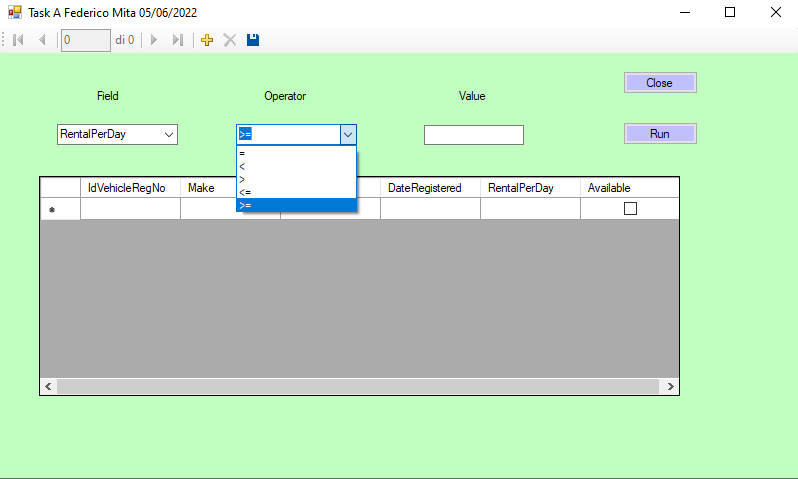 Task A Federico Mita 05/06/2022
0 di 0
Close
Field Operator Value
RentalPerDay >= Run
=
<
>
<=
>=
IdVehicleRegNo Make DateRegistered RentalPerDay Available